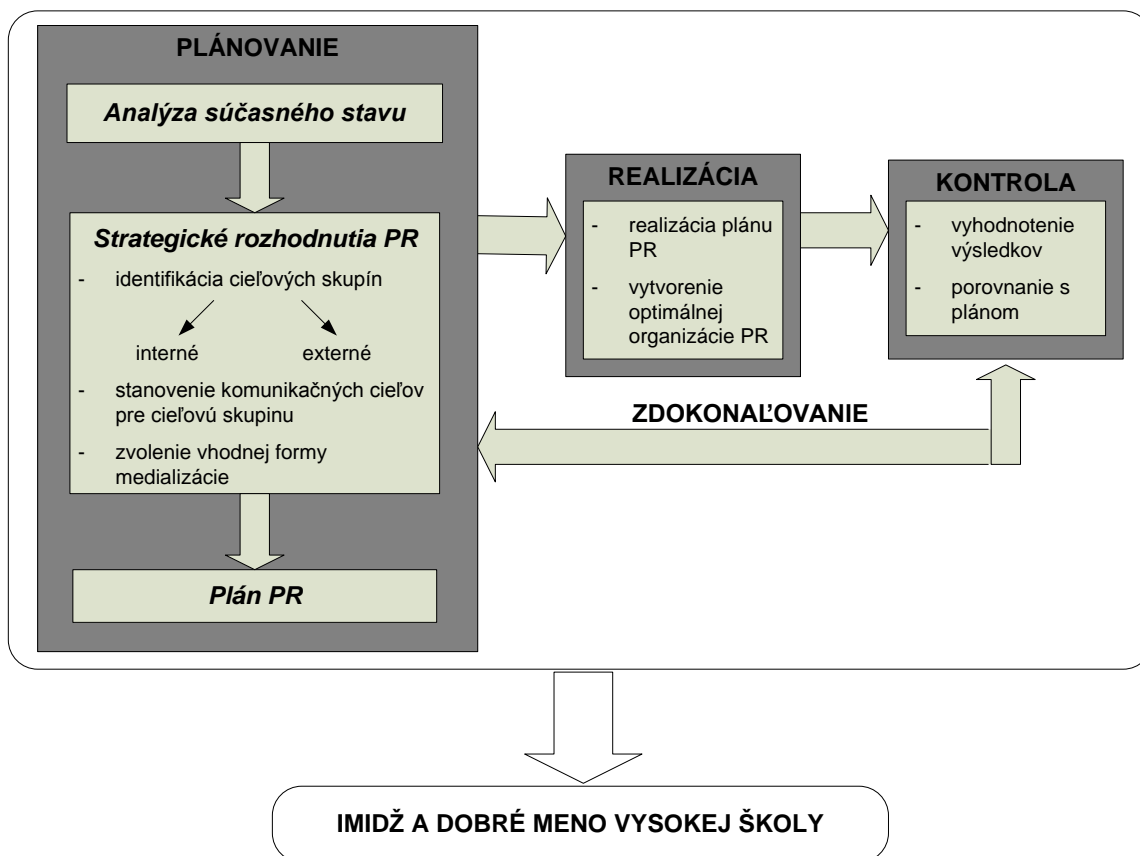 PLÁNOVANIE
Analýza súčasného stavu
Strategické rozhodnutia PR
- identifikácia cieľových skupín
interné externé
- stanovenie komunikačných cieľov
pre cieľovú skupinu
- zvolenie vhodnej formy
medializácie
Plán PR
REALIZÁCIA
- realizácia plánu
PR
- vytvorenie
optimálnej
organizácie PR
KONTROLA
- vyhodnotenie
výsledkov
- porovnanie s
plánom
ZDOKONAĽOVANIE
IMIDŽ A DOBRÉ MENO VYSOKEJ ŠKOLY